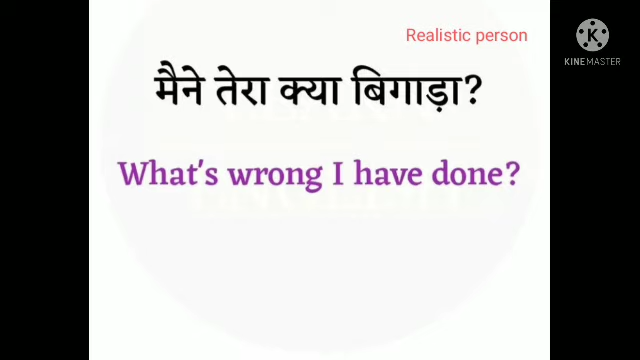 Realistic person
K
KINEMASTER
मैने तेरा क्या बिगाड़ा?
What's wrong I have done?